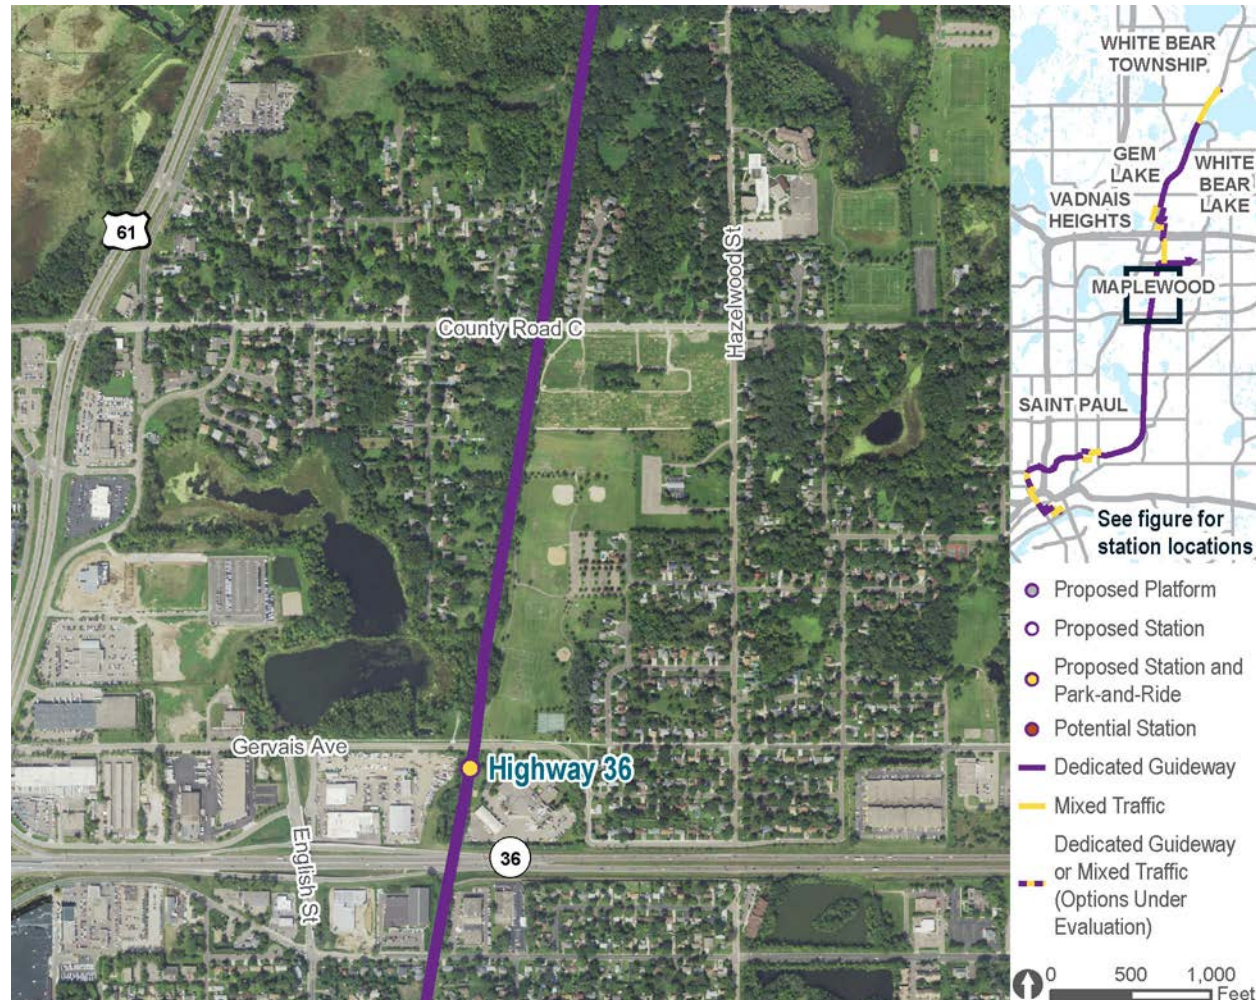 61
County Road C
Hazelwood St
Gervais Ave
Highway 36
English St
36
WHITE BEAR
TOWNSHIP
GEM
LAKE
WHITE
BEAR
LAKE
VADNAIS
HEIGHTS
MAPLEWOOD
SAINT PAUL
See figure for
station locations
Proposed Platform
Proposed Station
Proposed Station and
Park-and-Ride
Potential Station
Dedicated Guideway
Mixed Traffic
Dedicated Guideway
or Mixed Traffic
(Options Under
Evaluation)
0 500 1,000
Feet